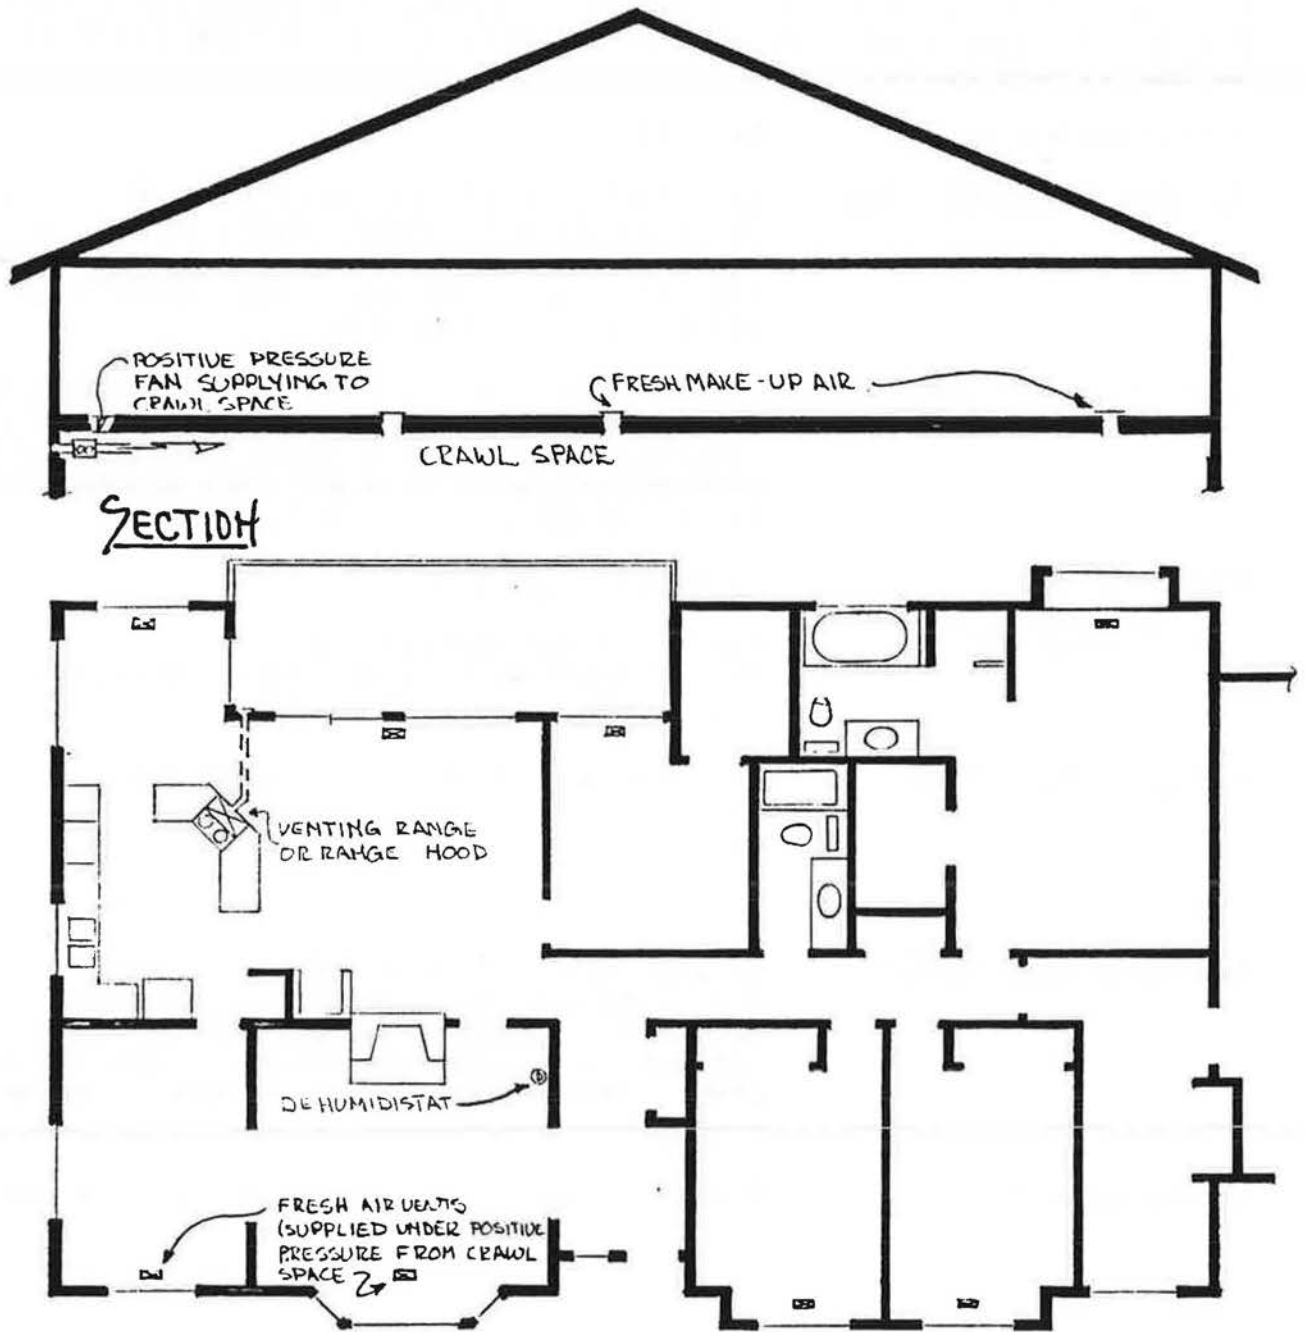 POSITIVE PRESSURE
FAN SUPPLYING TO
CRAWL SPACE
FRESH MAKE-UP AIR
CRAWL SPACE
SECTION
VENTING RANGE
OR RANGE HOOD
DEHUMIDISTAT
FRESH AIR VENTS
(SUPPLIED UNDER POSITIVE
PRESSURE FROM CRAWL
SPACE